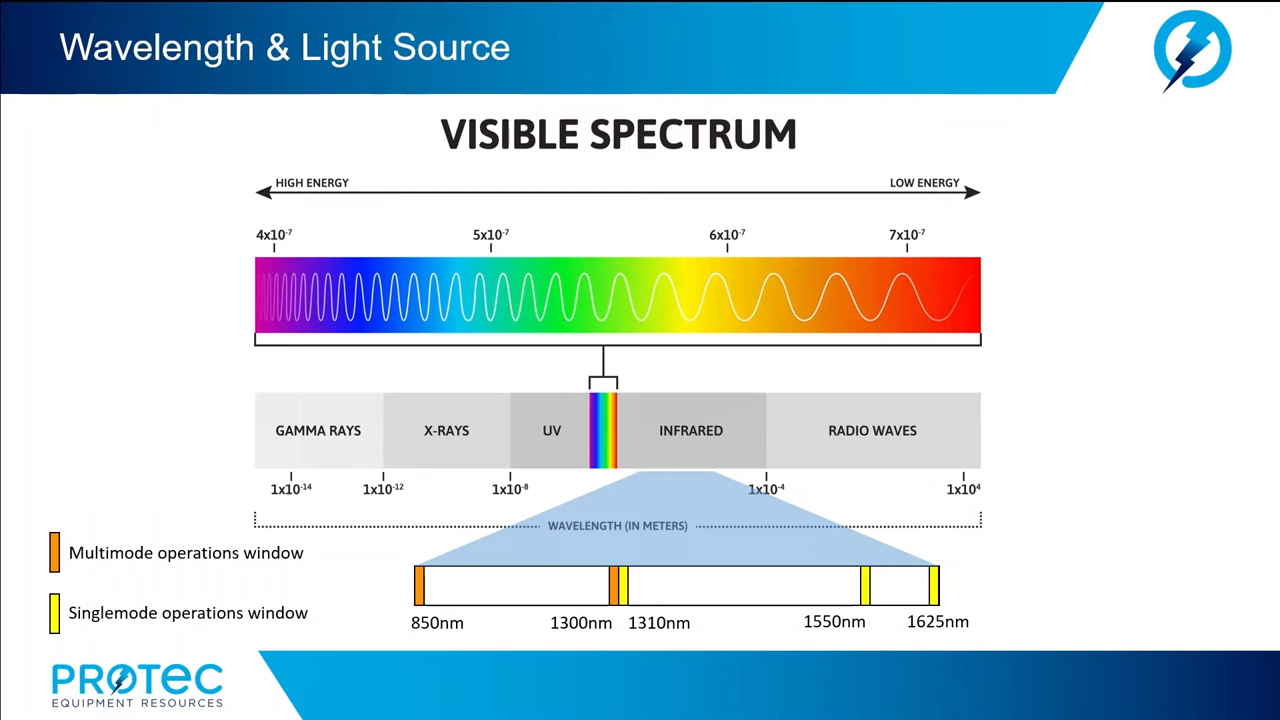 Wavelength & Light Source
VISIBLE SPECTRUM
HIGH ENERGY
LOW ENERGY
4x10⁻⁷
5x10⁻⁷
6x10⁻⁷
7x10⁻⁷
GAMMA RAYS
X-RAYS
UV
INFRARED
RADIO WAVES
1x10⁻¹⁴
1x10⁻¹²
1x10⁻⁸
1x10⁻⁴
1x10⁴
WAVELENGTH (IN METERS)
Multimode operations window
Singlemode operations window
850nm
1300nm
1310nm
1550nm
1625nm
PROTEC
EQUIPMENT RESOURCES